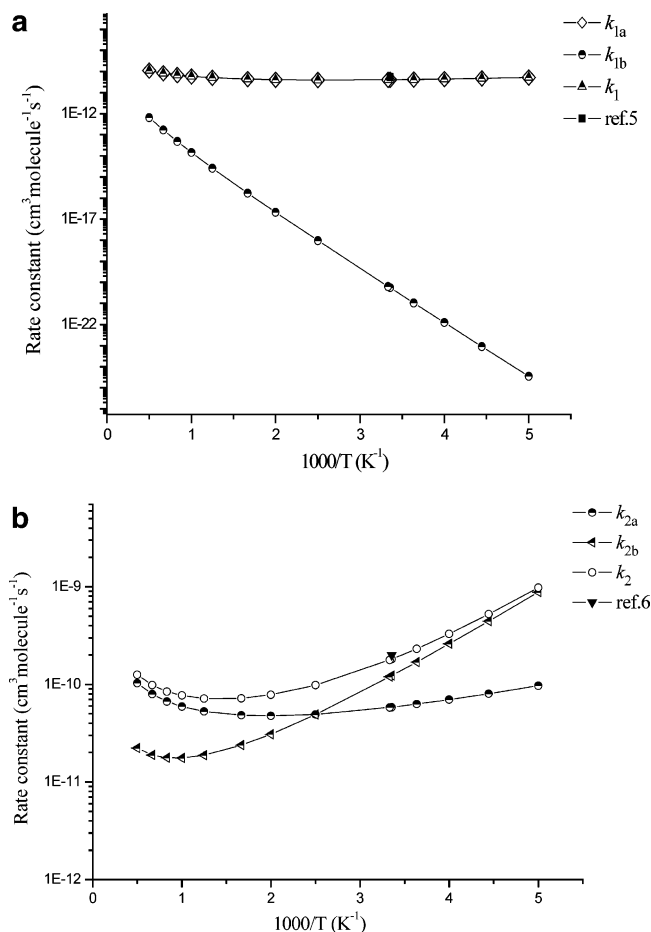 a
k1a
k1b
k1
ref.5
Rate constant (cm³molecule⁻¹s⁻¹)
1E-12
1E-17
1E-22
0 1 2 3 4 5
1000/T (K⁻¹)
b
k2a
k2b
k2
ref.6
Rate constant (cm³molecule⁻¹s⁻¹)
1E-9
1E-10
1E-11
1E-12
0 1 2 3 4 5
1000/T (K⁻¹)